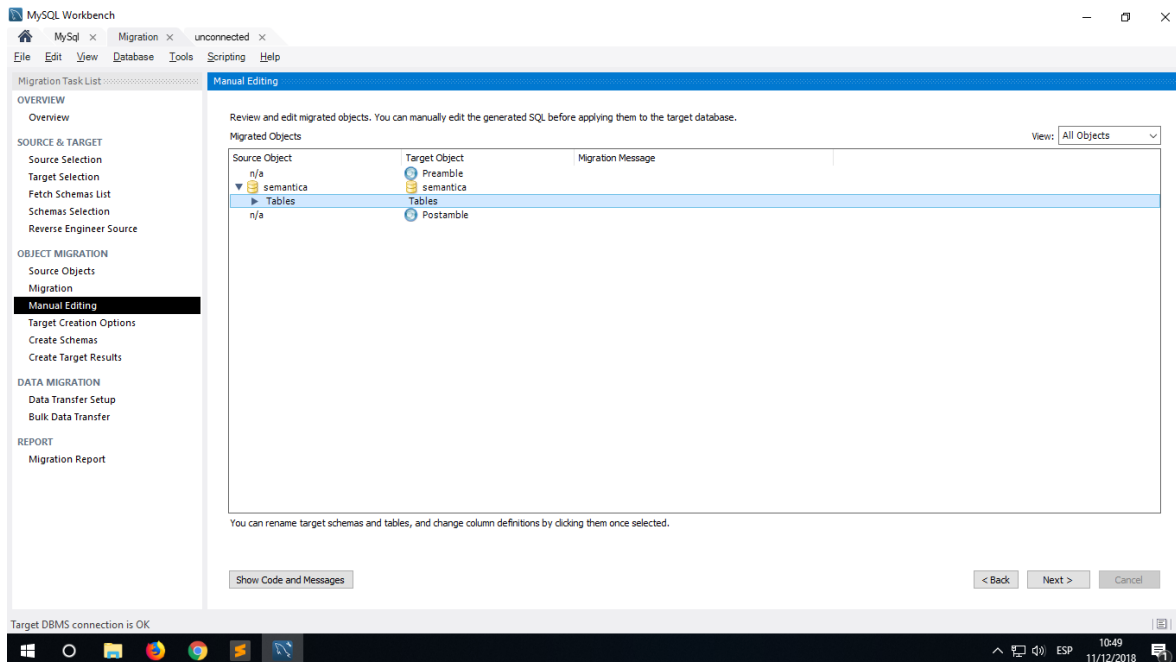 MySQL Workbench
MySql × Migration × unconnected ×
File Edit View Database Tools Scripting Help
Migration Task List
OVERVIEW
Overview
SOURCE & TARGET
Source Selection
Target Selection
Fetch Schemas List
Schemas Selection
Reverse Engineer Source
OBJECT MIGRATION
Source Objects
Migration
Manual Editing
Target Creation Options
Create Schemas
Create Target Results
DATA MIGRATION
Data Transfer Setup
Bulk Data Transfer
REPORT
Migration Report
Manual Editing
Review and edit migrated objects. You can manually edit the generated SQL before applying them to the target database.
Migrated Objects View: All Objects
Source Object Target Object Migration Message
n/a Preamble
semantica semantica
Tables Tables
n/a Postamble
You can rename target schemas and tables, and change column definitions by clicking them once selected.
Show Code and Messages < Back Next > Cancel
Target DBMS connection is OK
ESP 10:49
11/12/2018
1